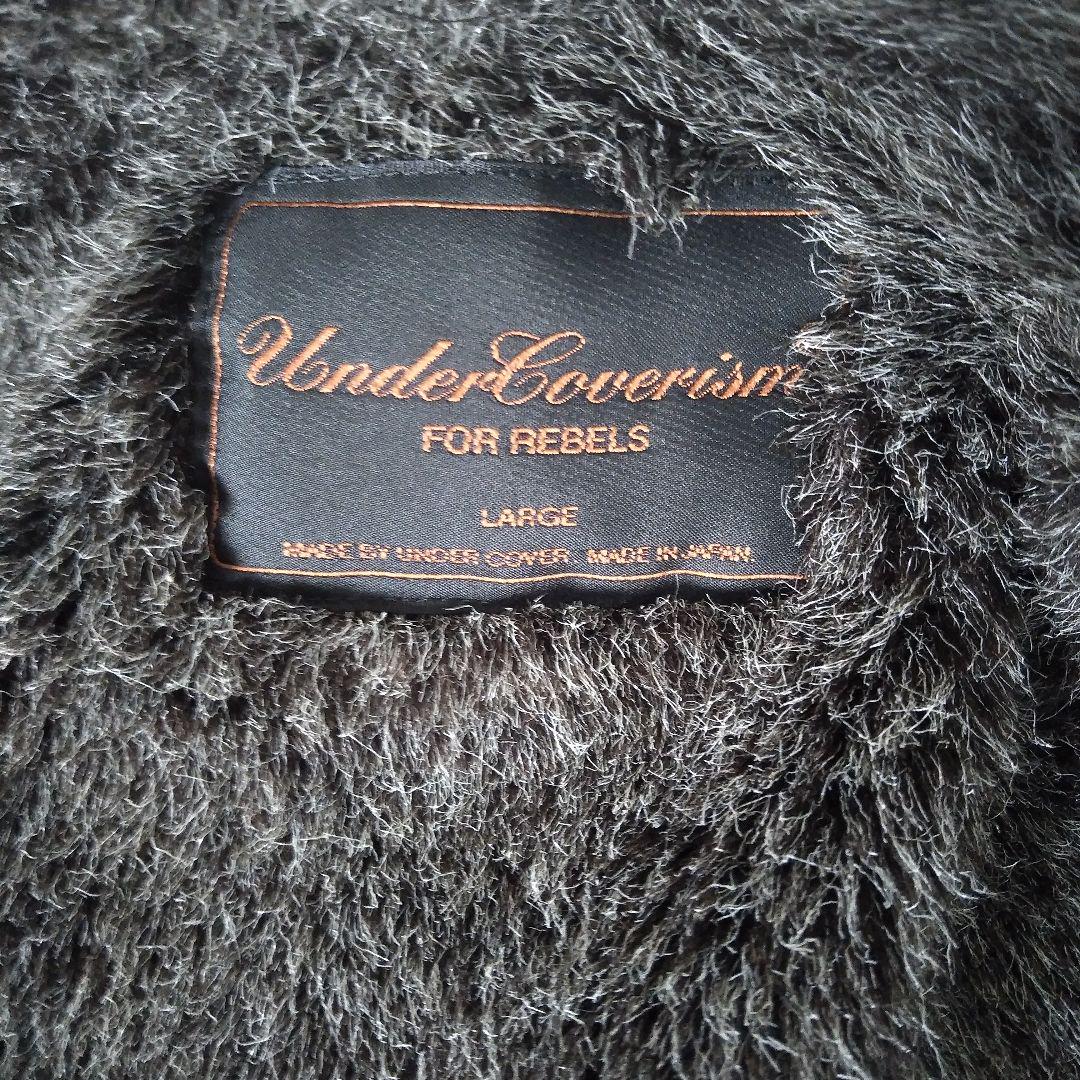 UnderCoverism
FOR REBELS
LARGE
MADE BY UNDER COVER MADE IN JAPAN.